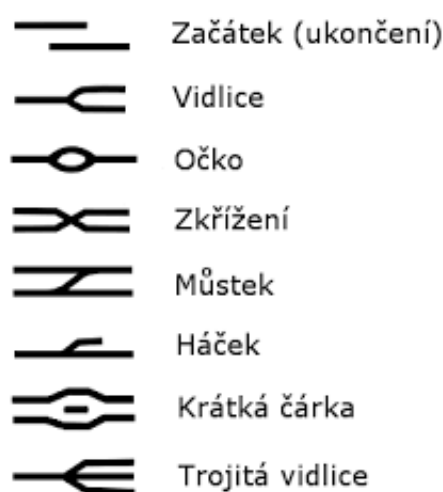 Začátek (ukončení)
Vidlice
Očko
Zkřížení
Můstek
Háček
Krátká čárka
Trojitá vidlice